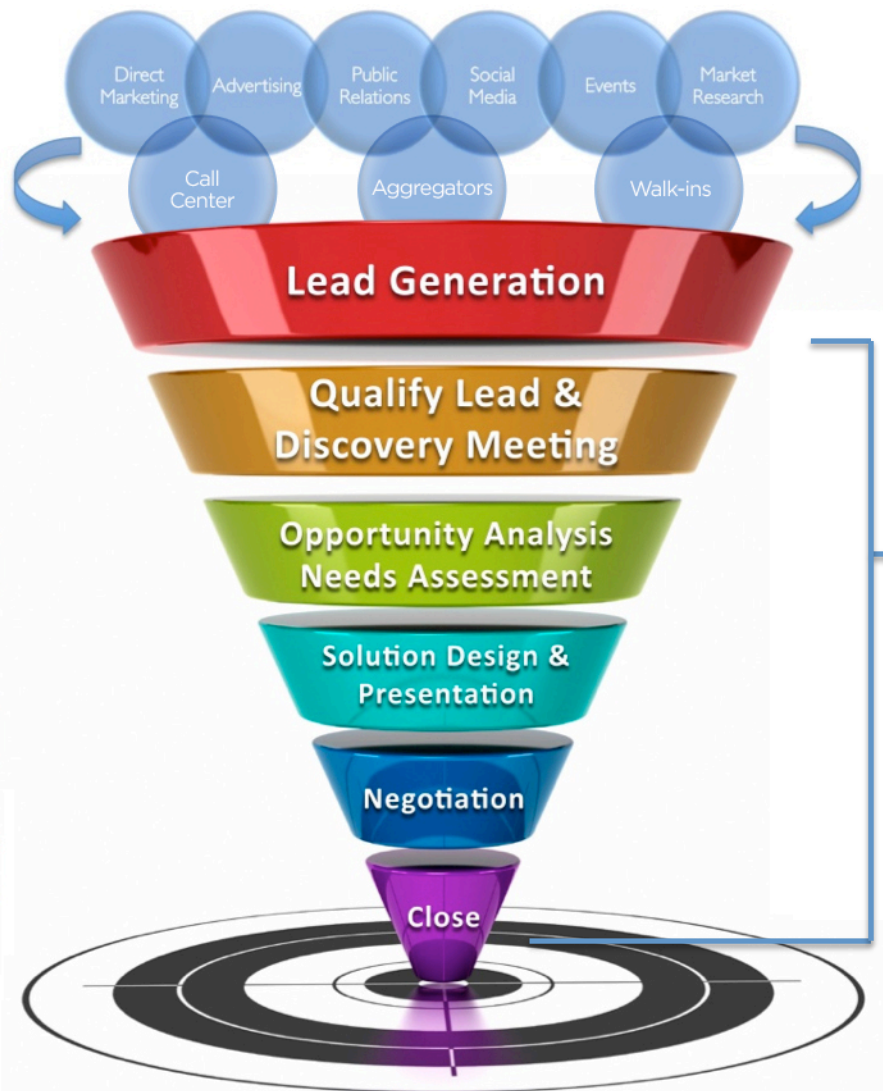 Direct
Marketing
Advertising
Public
Relations
Social
Media
Events
Market
Research
Call
Center
Aggregators
Walk-ins
Lead Generation
Qualify Lead &
Discovery Meeting
Opportunity Analysis
Needs Assessment
Solution Design &
Presentation
Negotiation
Close